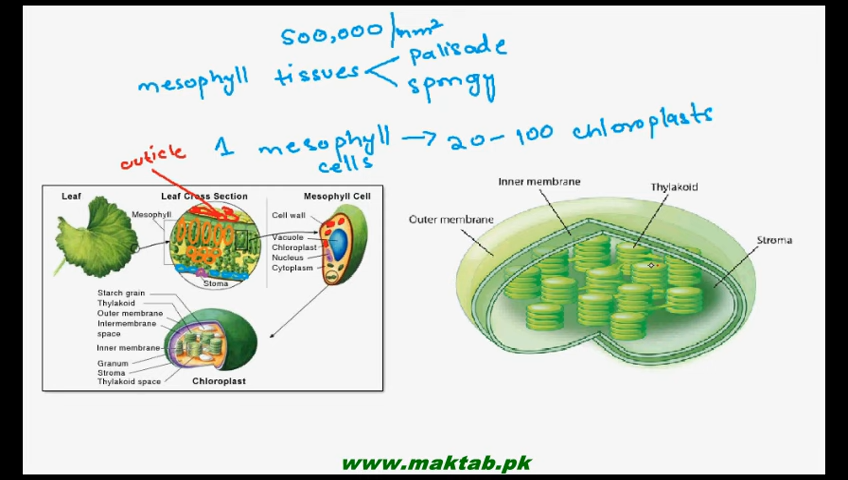 500,000/mm²
mesophyll tissues
palisade
spongy
1 mesophyll cells → 20-100 chloroplasts
cuticle
Leaf
Leaf Cross Section
Mesophyll Cell
Mesophyll
Stoma
Cell wall
Vacuole
Chloroplast
Nucleus
Cytoplasm
Starch grain
Thylakoid
Outer membrane
Intermembrane
space
Inner membrane
Granum
Stroma
Thylakoid space
Chloroplast
Inner membrane
Thylakoid
Outer membrane
Stroma
www.maktab.pk